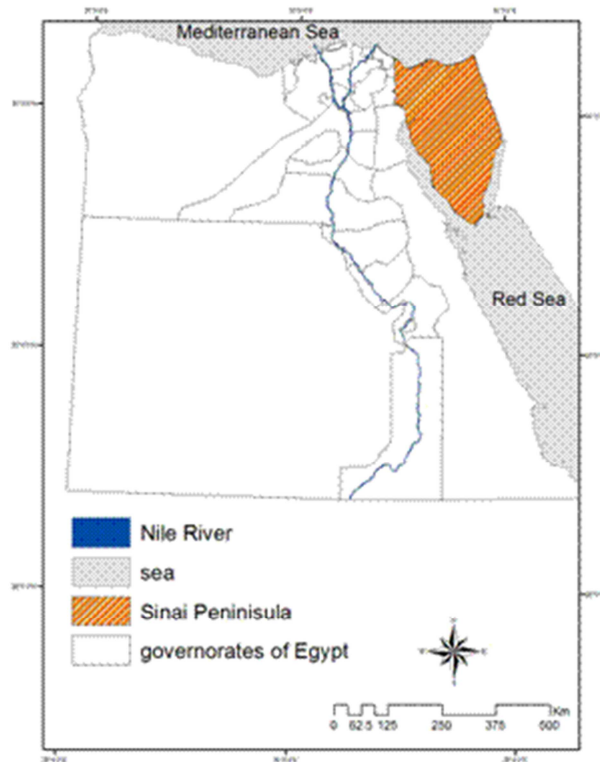 Mediterranean Sea
Red Sea
Nile River
sea
Sinai Peninisula
governorates of Egypt
Km
0 62.5 125 250 375 500